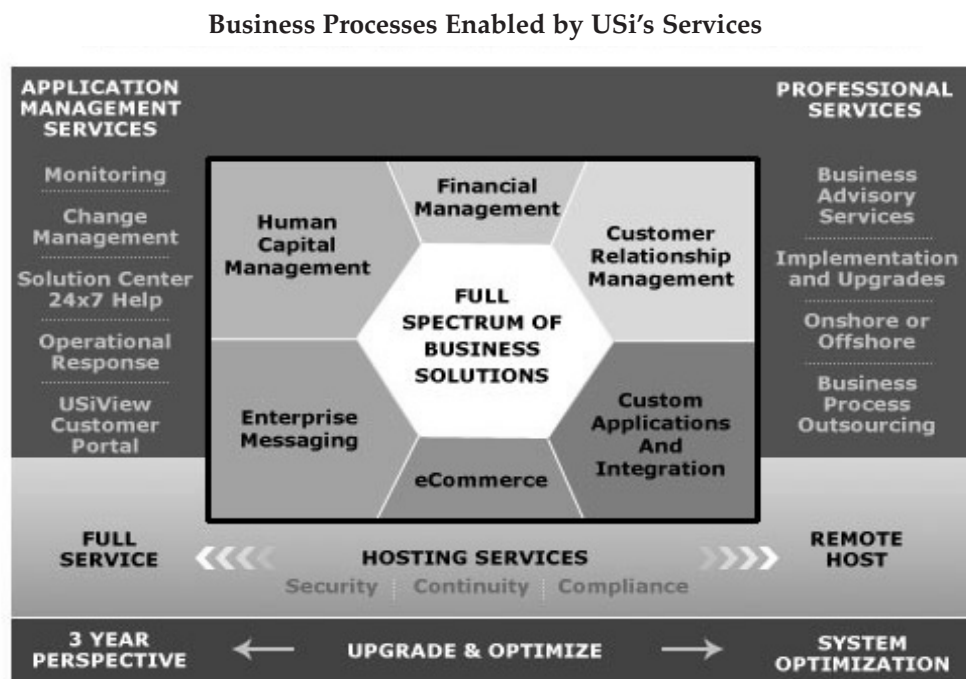 Business Processes Enabled by USi's Services
APPLICATION
MANAGEMENT
SERVICES
Monitoring
Change
Management
Solution Center
24x7 Help
Operational
Response
USiView
Customer
Portal
Human
Capital
Management
Financial
Management
Customer
Relationship
Management
FULL
SPECTRUM OF
BUSINESS
SOLUTIONS
Enterprise
Messaging
eCommerce
Custom
Applications
And
Integration
PROFESSIONAL
SERVICES
Business
Advisory
Services
Implementation
and Upgrades
Onshore or
Offshore
Business
Process
Outsourcing
FULL
SERVICE
HOSTING SERVICES
Security Continuity Compliance
REMOTE
HOST
3 YEAR
PERSPECTIVE
UPGRADE & OPTIMIZE
SYSTEM
OPTIMIZATION